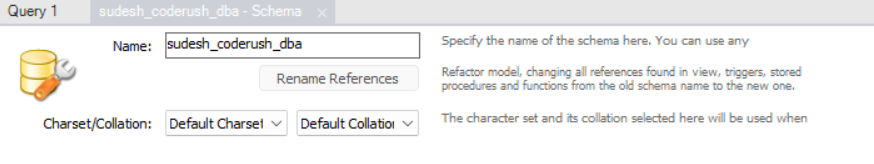 Query 1
sudesh_coderush_dba - Schema
Name:
sudesh_coderush_dba
Specify the name of the schema here. You can use any
Rename References
Refactor model, changing all references found in view, triggers, stored
procedures and functions from the old schema name to the new one.
Charset/Collation:
Default Charset
Default Collation
The character set and its collation selected here will be used when